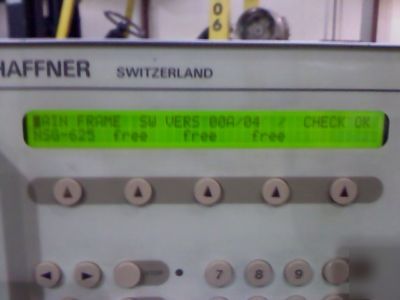 06
HAFFNER SWITZERLAND
MAIN FRAME SW VERS 00A/04 / CHECK OK
NSG-625 free free free
7 8 9